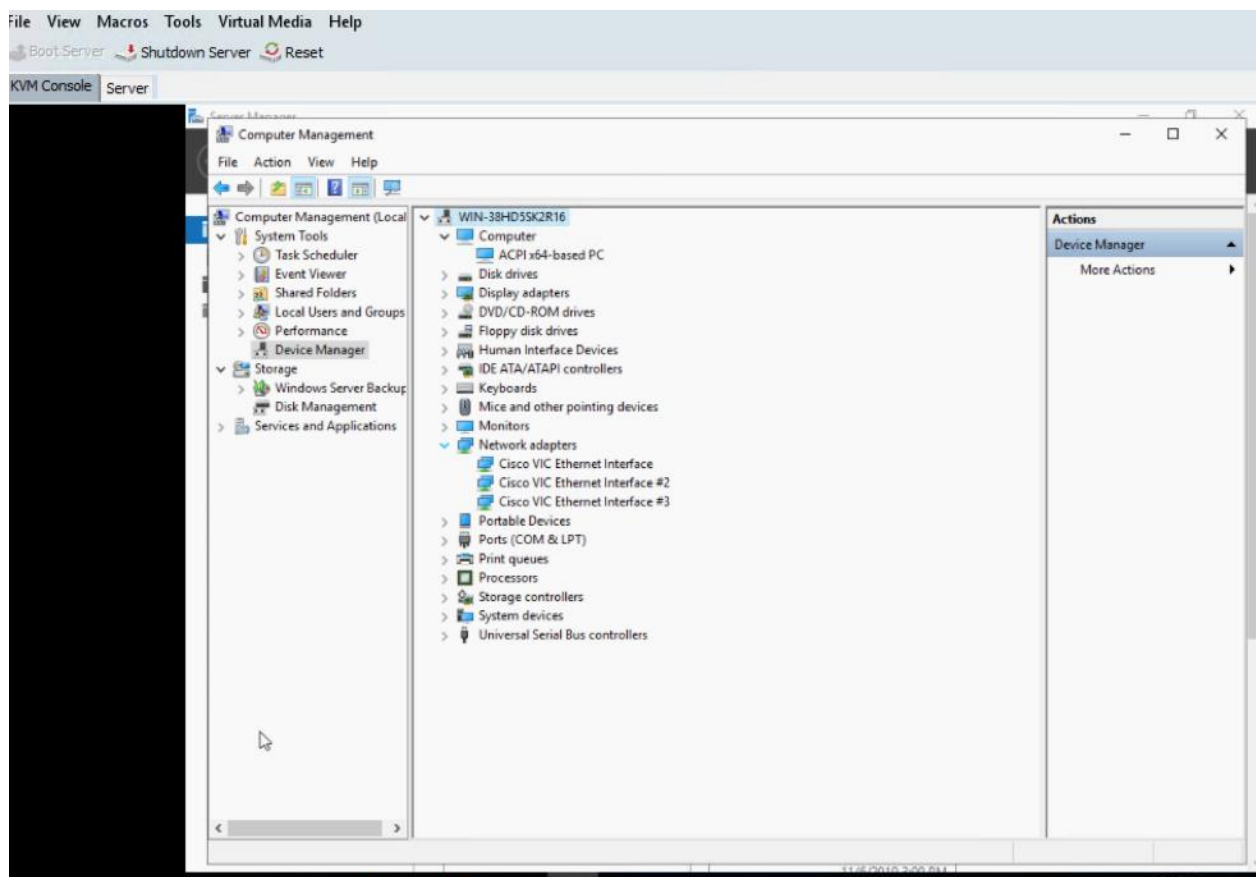 File View Macros Tools Virtual Media Help
Boot Server Shutdown Server Reset
KVM Console Server
Server Manager
Computer Management
File Action View Help
Computer Management (Local
System Tools
Task Scheduler
Event Viewer
Shared Folders
Local Users and Groups
Performance
Device Manager
Storage
Windows Server Backup
Disk Management
Services and Applications
WIN-38HD5SK2R16
Computer
ACPI x64-based PC
Disk drives
Display adapters
DVD/CD-ROM drives
Floppy disk drives
Human Interface Devices
IDE ATA/ATAPI controllers
Keyboards
Mice and other pointing devices
Monitors
Network adapters
Cisco VIC Ethernet Interface
Cisco VIC Ethernet Interface #2
Cisco VIC Ethernet Interface #3
Portable Devices
Ports (COM & LPT)
Print queues
Processors
Storage controllers
System devices
Universal Serial Bus controllers
Actions
Device Manager
More Actions